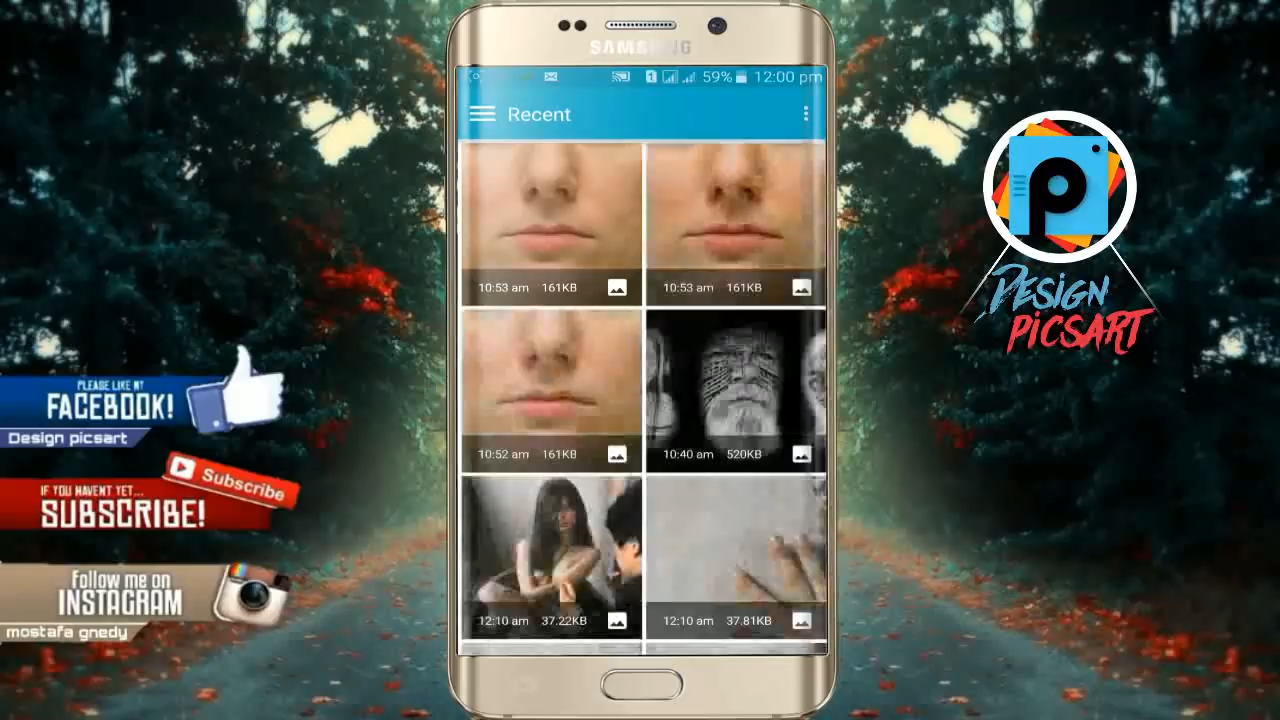 SAMSUNG
1 59% 12:00 pm
Recent
10:53 am 161KB
10:53 am 161KB
10:52 am 161KB
10:40 am 520KB
12:10 am 37.22KB
12:10 am 37.81KB
PLEASE LIKE MY
FACEBOOK!
Design picsart
Subscribe
IF YOU HAVENT YET...
SUBSCRIBE!
Follow me on
INSTAGRAM
mostafa gnedy
P
DESIGN
PICSART